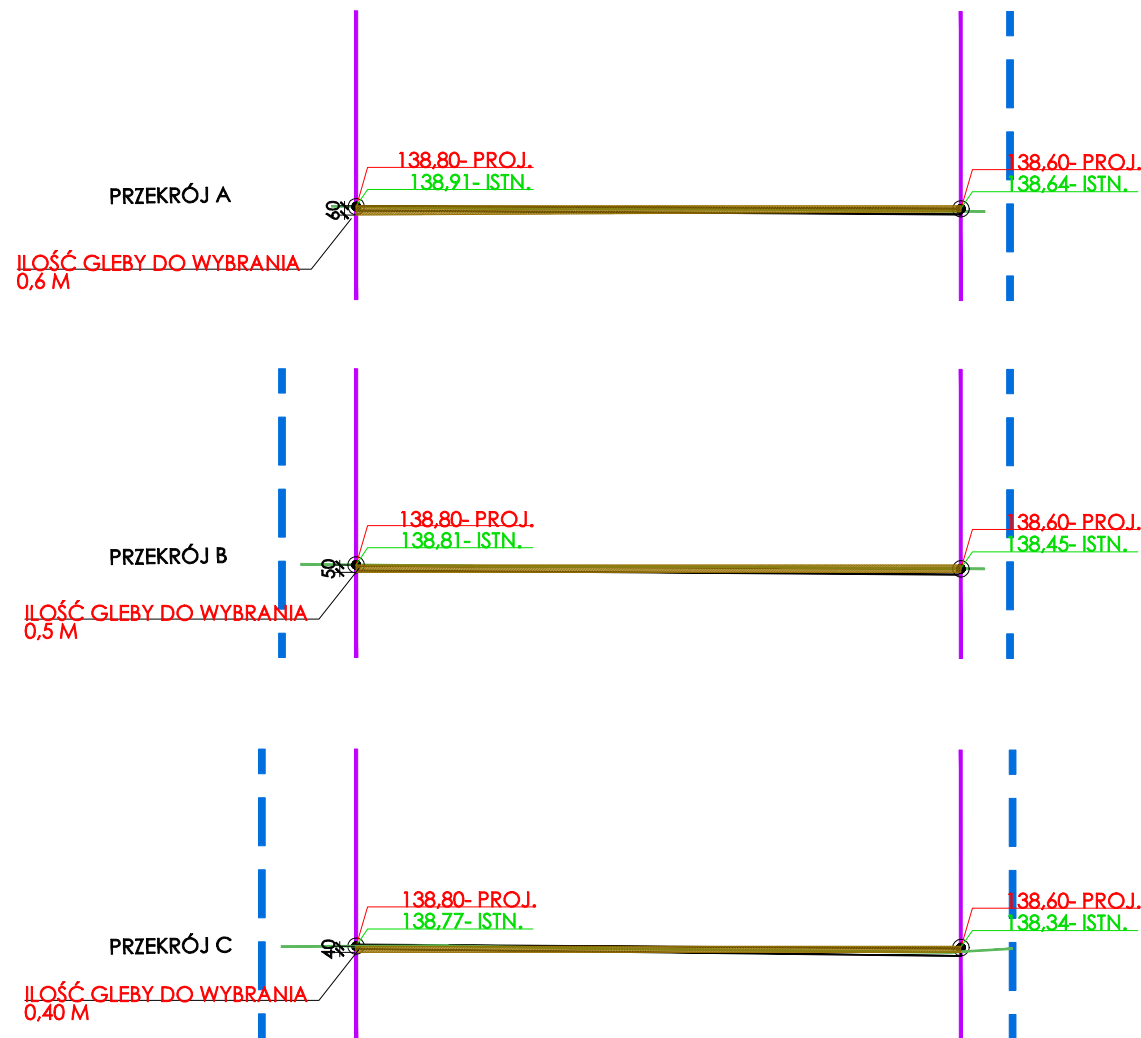 138,80- PROJ.
138,60- PROJ.
138,91- ISTN.
138,64- ISTN.
PRZEKRÓJ A
60
ILOŚĆ GLEBY DO WYBRANIA
0,6 M
138,80- PROJ.
138,60- PROJ.
138,81- ISTN.
138,45- ISTN.
PRZEKRÓJ B
50
ILOŚĆ GLEBY DO WYBRANIA
0,5 M
138,80- PROJ.
138,60- PROJ.
138,77- ISTN.
138,34- ISTN.
PRZEKRÓJ C
40
ILOŚĆ GLEBY DO WYBRANIA
0,40 M